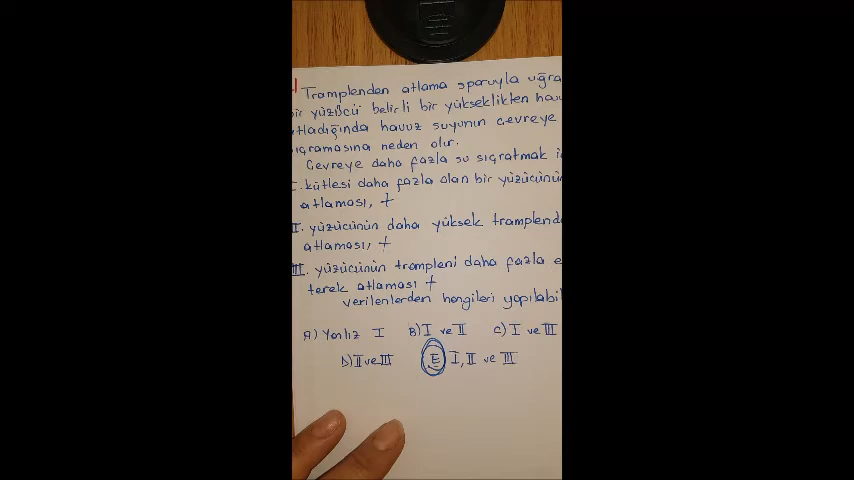 Tramplenden atlama sporuyla uğra
bir yüzücü belirli bir yükseklikten havu
atladığında havuz suyunun çevreye
sıçramasına neden olur.
Çevreye daha fazla su sıçratmak i
I. kütlesi daha fazla olan bir yüzücünün
atlaması, +
II. yüzücünün daha yüksek tramplend
atlaması, +
III. yüzücünün trampleni daha fazla e
terek atlaması +
verilenlerden hangileri yapılabil
A) Yalnız I B) I ve II C) I ve III
D) II ve III E I, II ve III